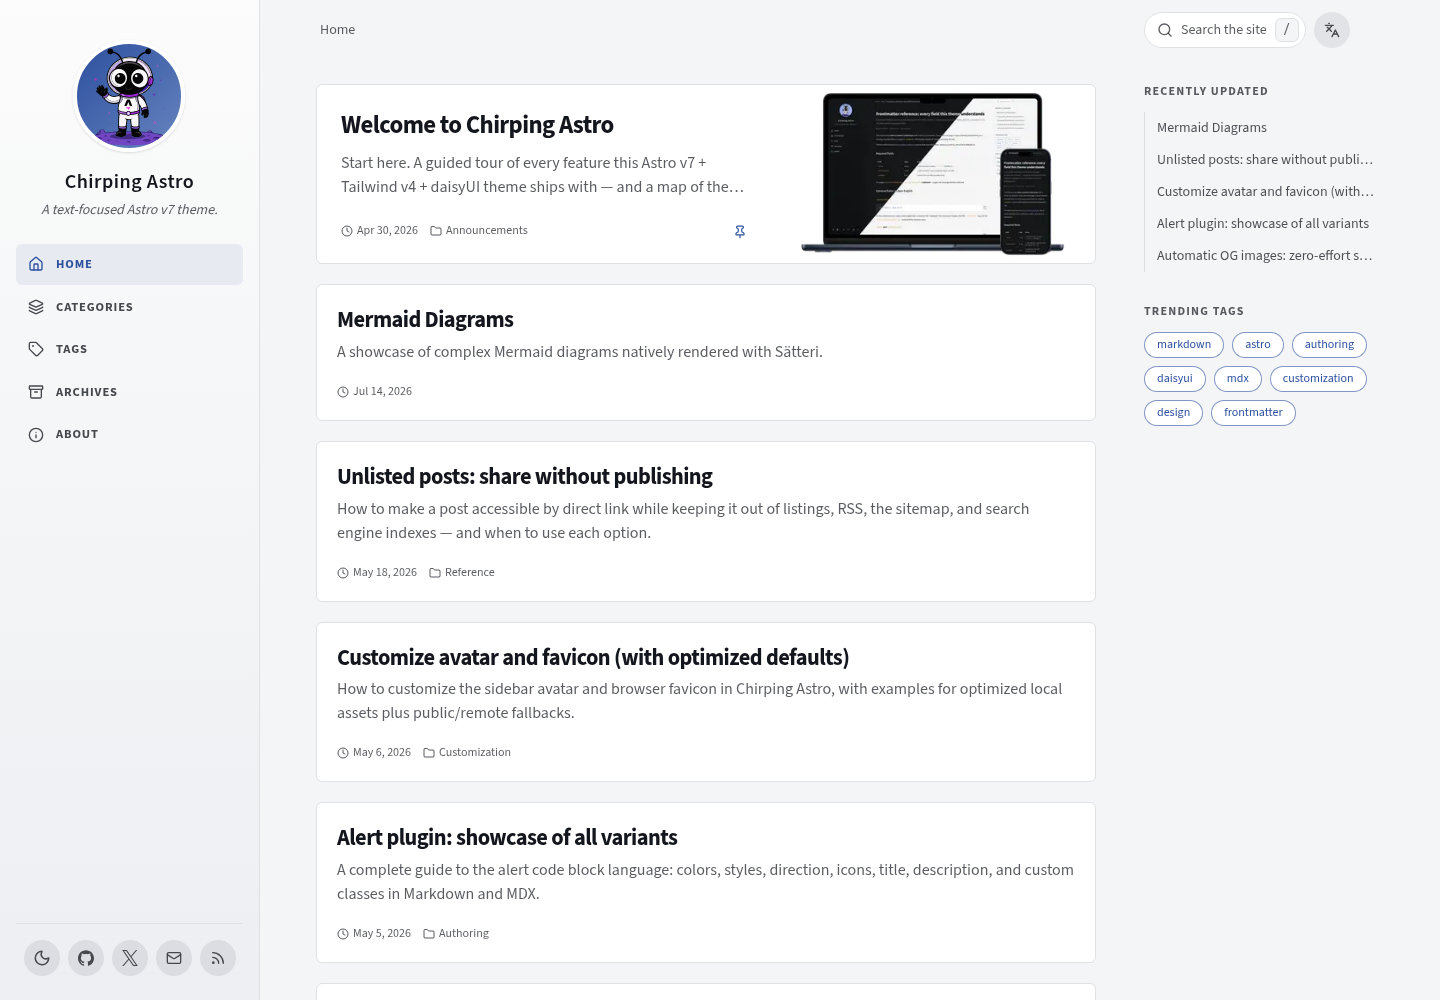 Chirping Astro
A text-focused Astro v7 theme.
HOME
CATEGORIES
TAGS
ARCHIVES
ABOUT
Home
Welcome to Chirping Astro
Start here. A guided tour of every feature this Astro v7 +
Tailwind v4 + daisyUI theme ships with — and a map of the…
Apr 30, 2026 Announcements
Mermaid Diagrams
A showcase of complex Mermaid diagrams natively rendered with Sätteri.
Jul 14, 2026
Unlisted posts: share without publishing
How to make a post accessible by direct link while keeping it out of listings, RSS, the sitemap, and search
engine indexes — and when to use each option.
May 18, 2026 Reference
Customize avatar and favicon (with optimized defaults)
How to customize the sidebar avatar and browser favicon in Chirping Astro, with examples for optimized local
assets plus public/remote fallbacks.
May 6, 2026 Customization
Alert plugin: showcase of all variants
A complete guide to the alert code block language: colors, styles, direction, icons, title, description, and custom
classes in Markdown and MDX.
May 5, 2026 Authoring
Search the site /
RECENTLY UPDATED
Mermaid Diagrams
Unlisted posts: share without publi…
Customize avatar and favicon (with…
Alert plugin: showcase of all variants
Automatic OG images: zero-effort s…
TRENDING TAGS
markdown astro authoring
daisyui mdx customization
design frontmatter